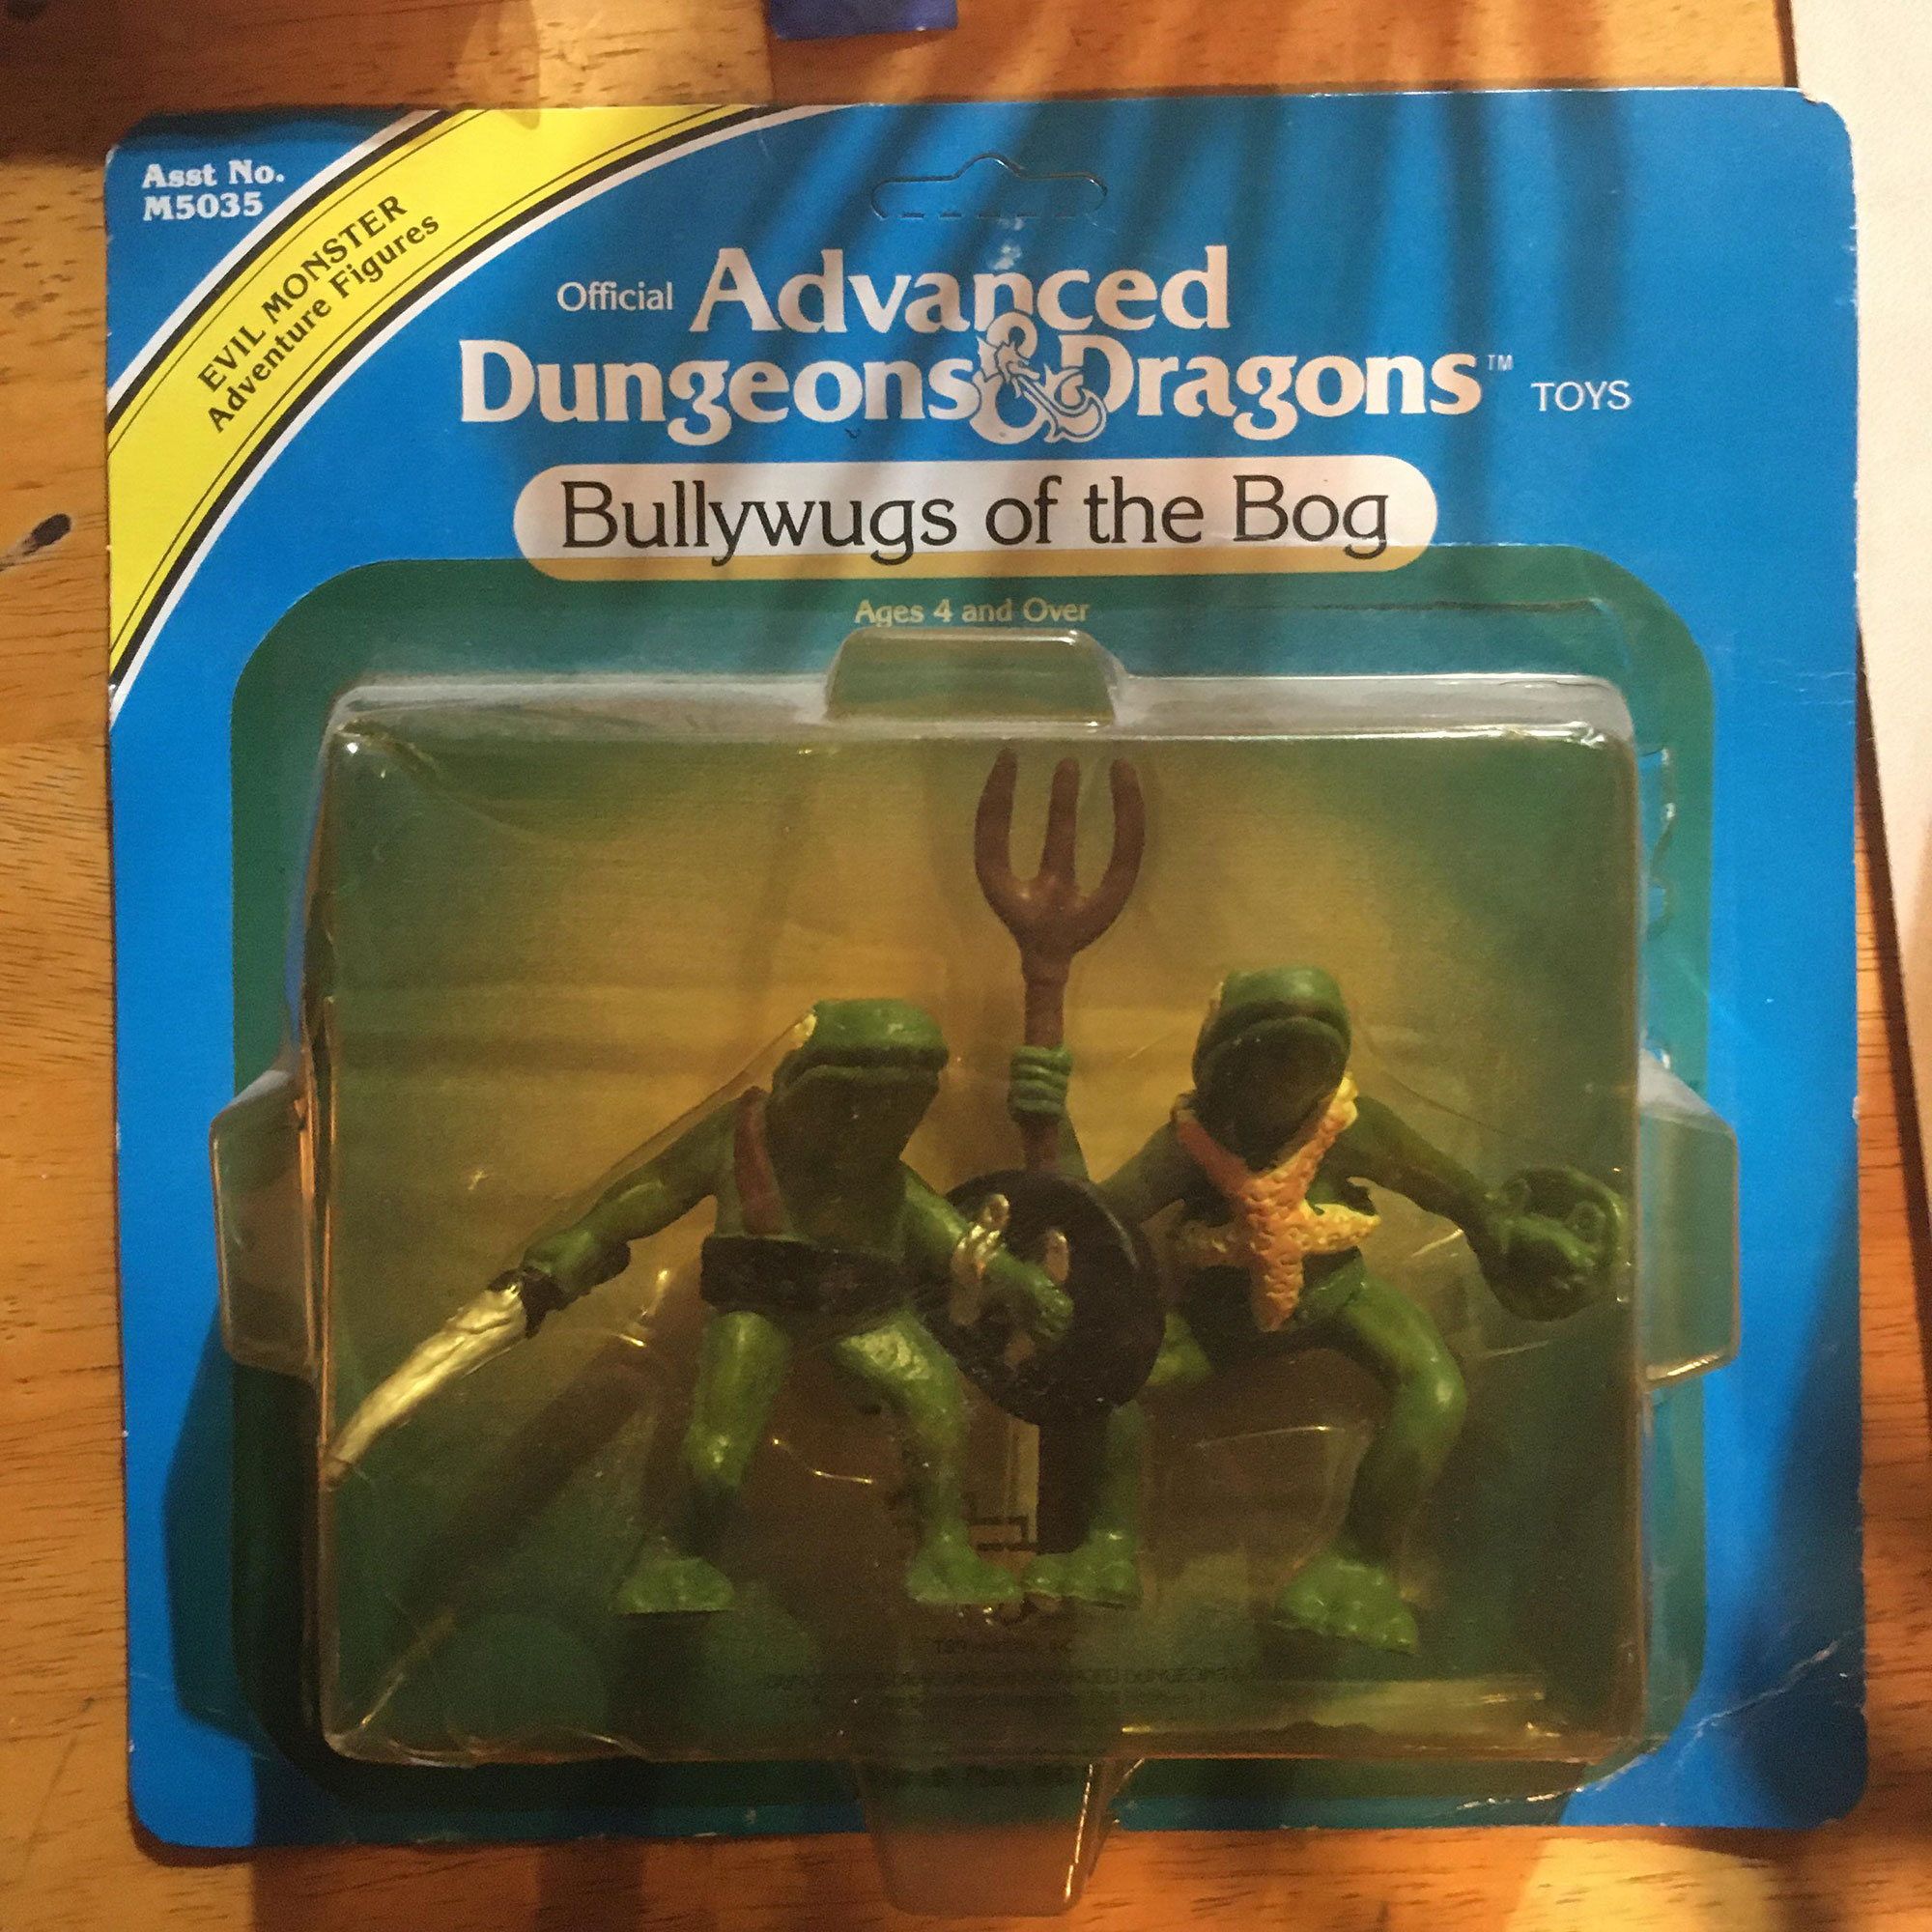 Asst No.
M5035
EVIL MONSTER
Adventure Figures
Official Advanced
Dungeons & Dragons™ TOYS
Bullywugs of the Bog
Ages 4 and Over